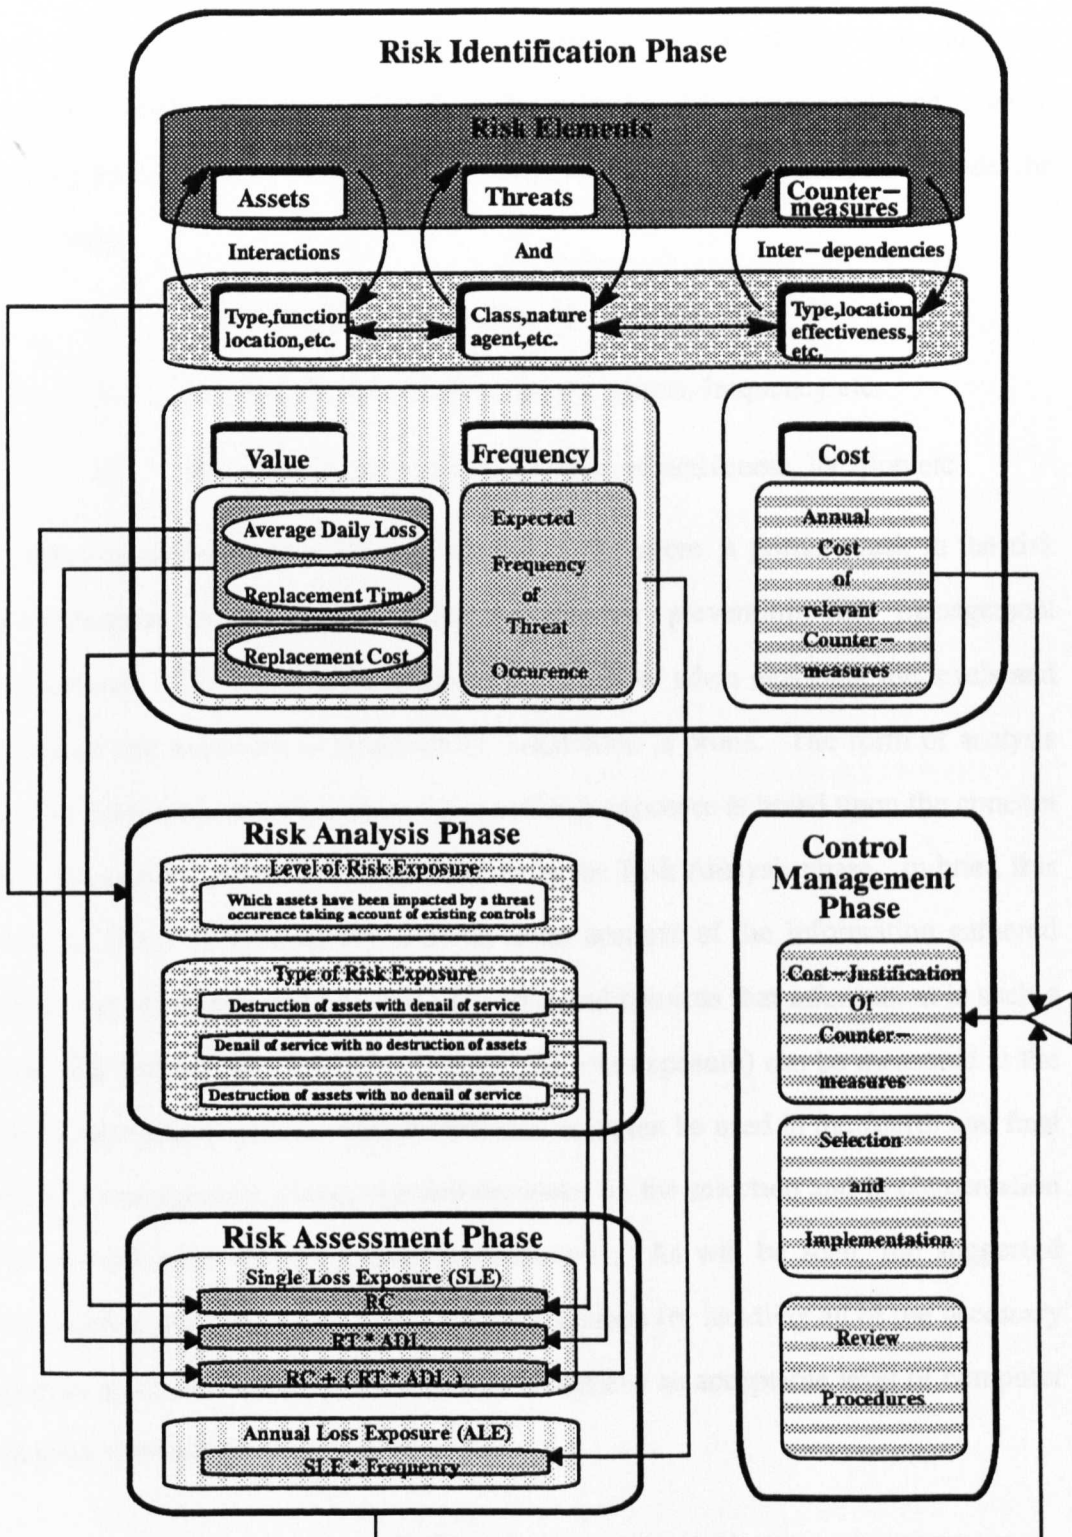 Risk Identification Phase
Risk Elements
Assets
Threats
Counter-
measures
Interactions
And
Inter-dependencies
Type,function,
location,etc.
Class,nature
agent,etc.
Type,location
effectiveness,
etc.
Value
Frequency
Cost
Average Daily Loss
Replacement Time
Replacement Cost
Expected
Frequency
of
Threat
Occurence
Annual
Cost
of
relevant
Counter-
measures
Risk Analysis Phase
Level of Risk Exposure
Which assets have been impacted by a threat
occurence taking account of existing controls
Type of Risk Exposure
Destruction of assets with denail of service
Denail of service with no destruction of assets
Destruction of assets with no denail of service
Control
Management
Phase
Cost-Justification
Of
Counter-
measures
Selection
and
Implementation
Review
Procedures
Risk Assessment Phase
Single Loss Exposure (SLE)
RC
RT * ADL
RC + ( RT * ADL )
Annual Loss Exposure (ALE)
SLE * Frequency